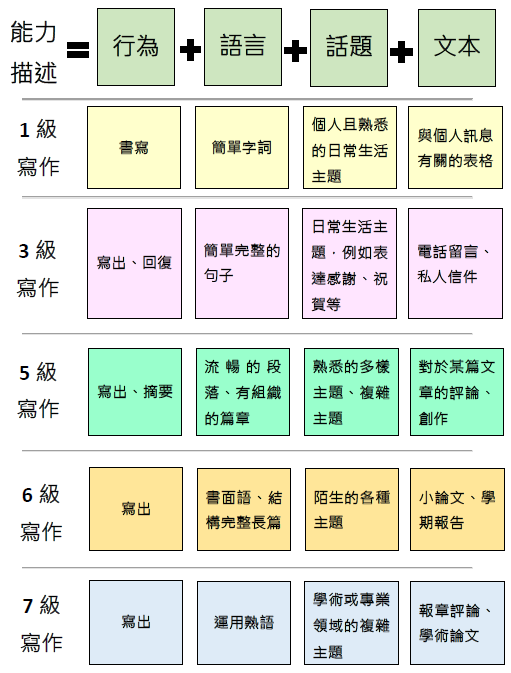 能力
描述
=
行為
+
語言
+
話題
+
文本
1 級
寫作
書寫
簡單字詞
個人且熟悉
的日常生活
主題
與個人訊息
有關的表格
3 級
寫作
寫出、回復
簡單完整的
句子
日常生活主
題，例如表
達感謝、祝
賀等
電話留言、
私人信件
5 級
寫作
寫出、摘要
流暢的段
落、有組織
的篇章
熟悉的多樣
主題、複雜
主題
對於某篇文
章的評論、
創作
6 級
寫作
寫出
書面語、結
構完整長篇
陌生的各種
主題
小論文、學
期報告
7 級
寫作
寫出
運用熟語
學術或專業
領域的複雜
主題
報章評論、
學術論文